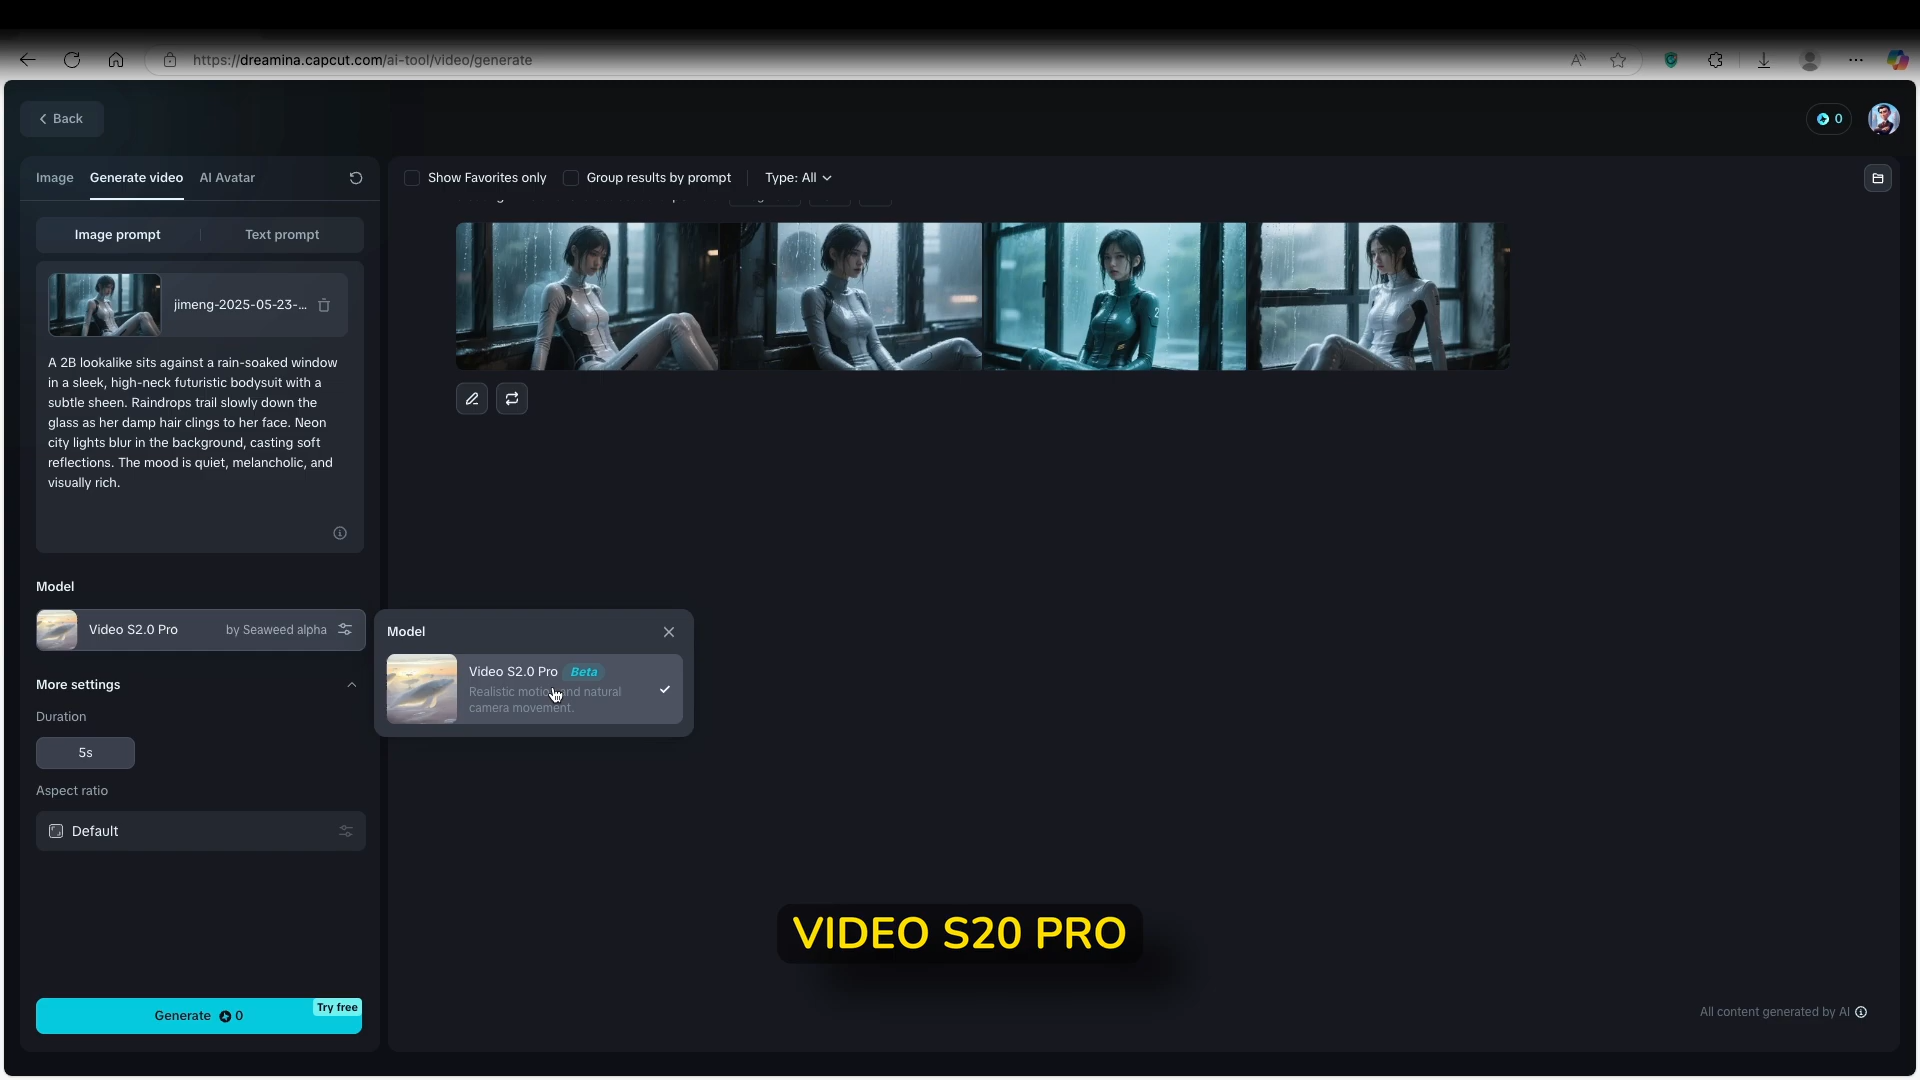 https://dreamina.capcut.com/ai-tool/video/generate
Back
0
Image Generate video AI Avatar
Show Favorites only Group results by prompt Type: All
Image prompt Text prompt
jimeng-2025-05-23-...
A 2B lookalike sits against a rain-soaked window
in a sleek, high-neck futuristic bodysuit with a
subtle sheen. Raindrops trail slowly down the
glass as her damp hair clings to her face. Neon
city lights blur in the background, casting soft
reflections. The mood is quiet, melancholic, and
visually rich.
Model
Video S2.0 Pro by Seaweed alpha
Model
Video S2.0 Pro Beta
Realistic motion and natural
camera movement.
More settings
Duration
5s
Aspect ratio
Default
VIDEO S20 PRO
Try free
Generate 0
All content generated by AI